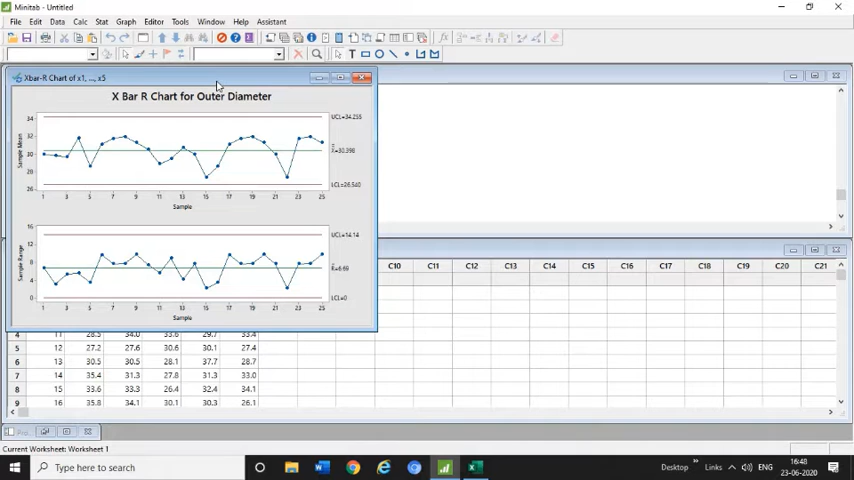 Minitab - Untitled
File Edit Data Calc Stat Graph Editor Tools Window Help Assistant
Xbar-R Chart of x1, ..., x5
X Bar R Chart for Outer Diameter
Sample Mean
34
32
30
28
26
UCL=34.255
X=30.398
LCL=26.540
1 3 5 7 9 11 13 15 17 19 21 23 25
Sample
Sample Range
16
12
8
4
0
UCL=14.14
R=6.69
LCL=0
1 3 5 7 9 11 13 15 17 19 21 23 25
Sample
C10 C11 C12 C13 C14 C15 C16 C17 C18 C19 C20 C21
4 11 28.5 34.0 33.6 29.7 33.4
5 12 27.2 27.6 30.6 30.1 27.4
6 13 30.5 30.5 28.1 37.7 28.7
7 14 35.4 31.3 27.8 31.3 33.0
8 15 33.6 33.3 26.4 32.4 34.1
9 16 35.8 34.1 30.1 30.3 26.1
Current Worksheet: Worksheet 1
Type here to search
Desktop Links ENG
16:48
23-06-2020